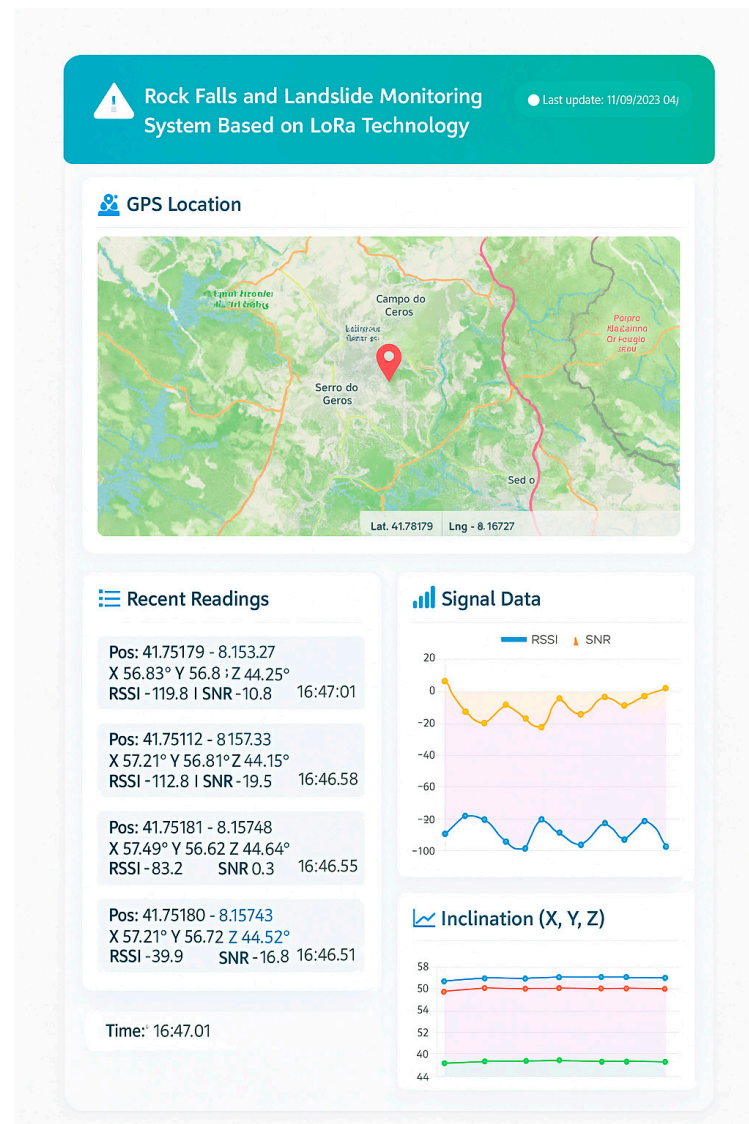 Rock Falls and Landslide Monitoring
System Based on LoRa Technology
Last update: 11/09/2023 04/
GPS Location
Campo do
Ceros
Serro do
Geros
Sed o
Lat. 41.78179 Lng - 8.16727
Recent Readings
Pos: 41.75179 - 8.153.27
X 56.83° Y 56.8 ; Z 44.25°
RSSI -119.8 I SNR -10.8 16:47:01
Pos: 41.75112 - 8157.33
X 57.21° Y 56.81° Z 44.15°
RSSI -112.8 I SNR -19.5 16:46.58
Pos: 41.75181 - 8.15748
X 57.49° Y 56.62 Z 44.64°
RSSI -83.2 SNR 0.3 16:46.55
Pos: 41.75180 - 8.15743
X 57.21° Y 56.72 Z 44.52°
RSSI -39.9 SNR -16.8 16:46.51
Time: 16:47.01
Signal Data
RSSI SNR
20
0
-20
-40
-60
-20
-100
Inclination (X, Y, Z)
58
50
54
52
40
44